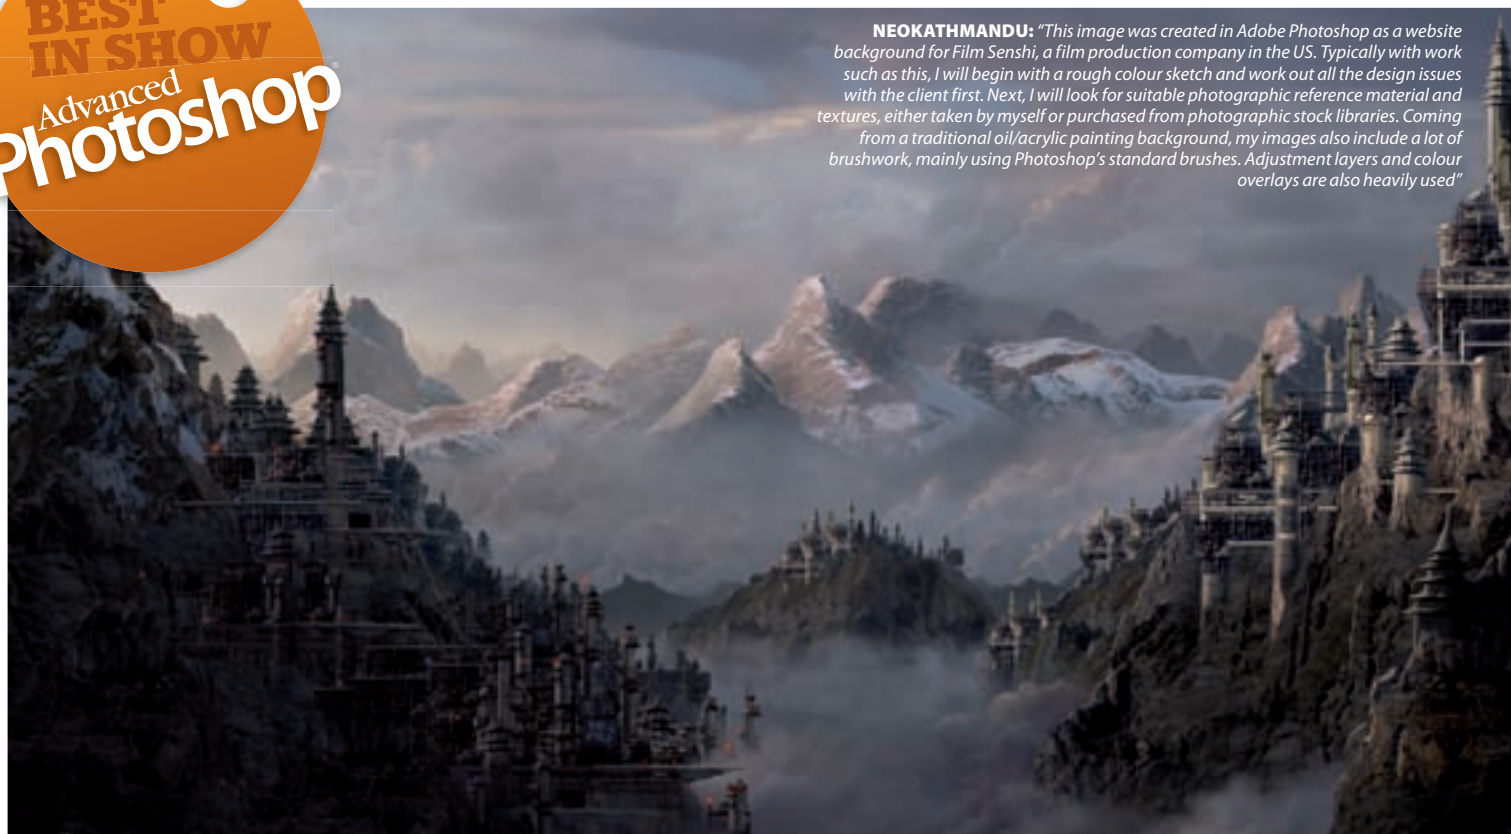 BEST
IN SHOW
Advanced
Photoshop®
NEOKATHMANDU: “This image was created in Adobe Photoshop as a website
background for Film Senshi, a film production company in the US. Typically with work
such as this, I will begin with a rough colour sketch and work out all the design issues
with the client first. Next, I will look for suitable photographic reference material and
textures, either taken by myself or purchased from photographic stock libraries. Coming
from a traditional oil/acrylic painting background, my images also include a lot of
brushwork, mainly using Photoshop’s standard brushes. Adjustment layers and colour
overlays are also heavily used”